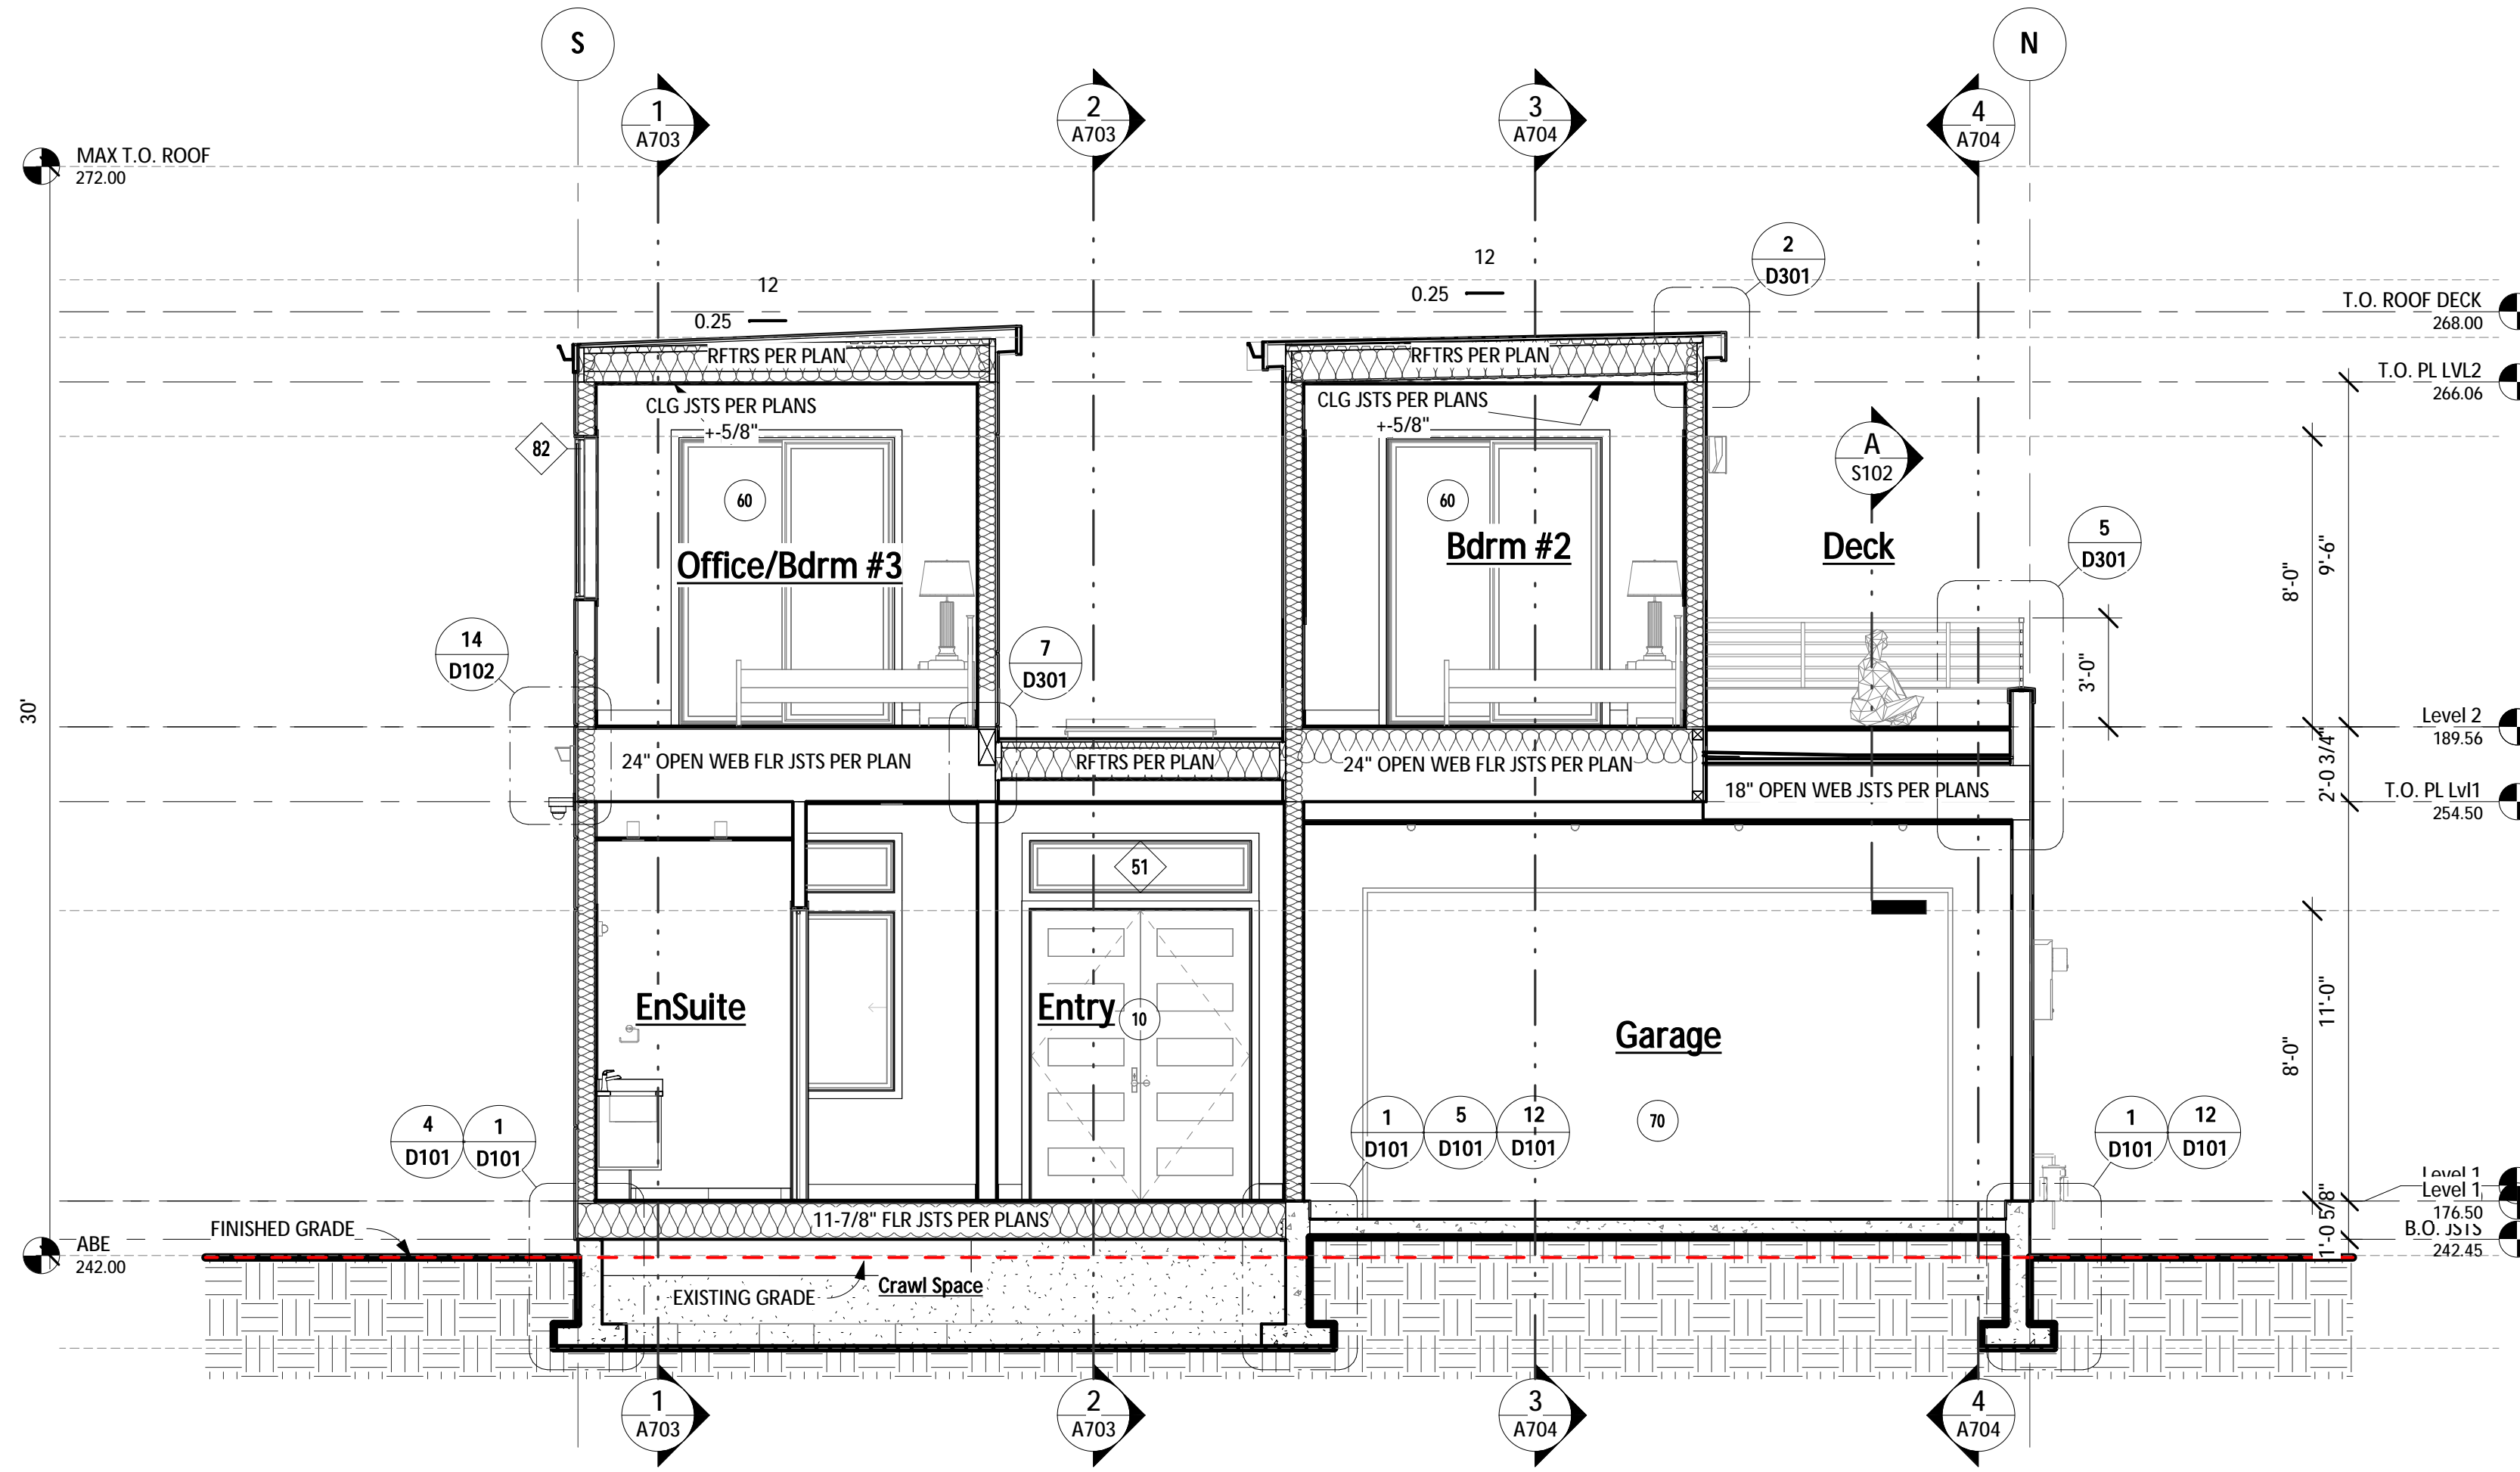 S
N
1
A703
2
A703
3
A704
4
A704
MAX T.O. ROOF
272.00
12
0.25
12
0.25
2
D301
T.O. ROOF DECK
268.00
RFTRS PER PLAN
RFTRS PER PLAN
T.O. PL LVL2
266.06
CLG JSTS PER PLANS
+-5/8"
CLG JSTS PER PLANS
+-5/8"
82
A
S102
60
60
5
D301
Office/Bdrm #3
Bdrm #2
Deck
8'-0"
9'-6"
14
D102
7
D301
3'-0"
30'
Level 2
189.56
24" OPEN WEB FLR JSTS PER PLAN
RFTRS PER PLAN
24" OPEN WEB FLR JSTS PER PLAN
18" OPEN WEB JSTS PER PLANS
2'-0 3/4"
T.O. PL Lvl1
254.50
51
EnSuite
Entry
10
Garage
8'-0"
11'-0"
4
D101
1
D101
1
D101
5
D101
12
D101
70
1
D101
12
D101
Level 1
Level 1
176.50
11-7/8" FLR JSTS PER PLANS
FINISHED GRADE
1'-0 5/8"
B.O. JSTS
242.45
ABE
242.00
Crawl Space
EXISTING GRADE
1
A703
2
A703
3
A704
4
A704